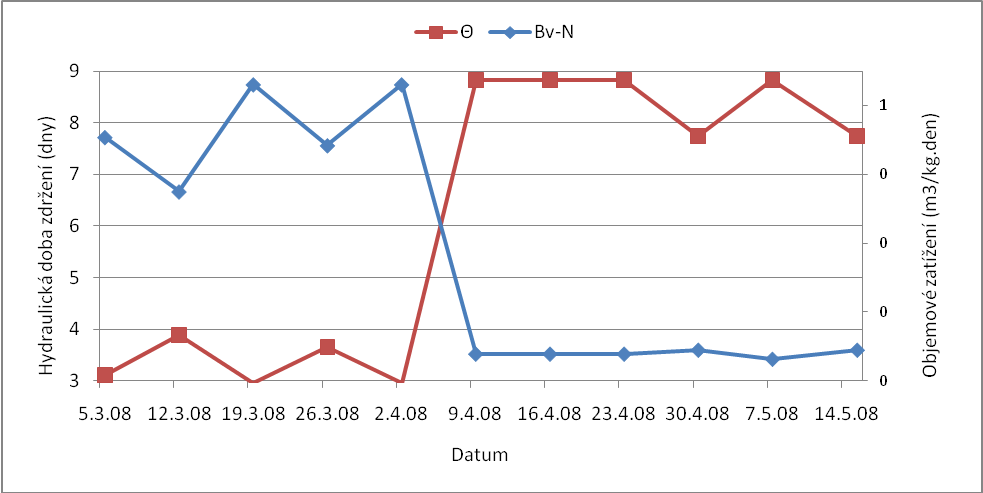 Θ Bv-N
Hydraulická doba zdržení (dny)
9
8
7
6
5
4
3
1
0
0
0
0
Objemové zatížení (m3/kg.den)
5.3.08 12.3.08 19.3.08 26.3.08 2.4.08 9.4.08 16.4.08 23.4.08 30.4.08 7.5.08 14.5.08
Datum